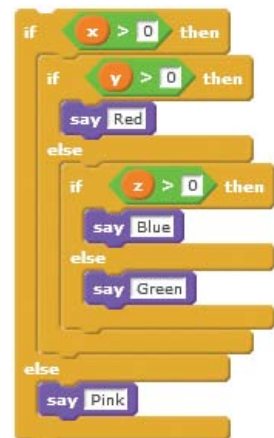 if x > 0 then
if y > 0 then
say Red
else
if z > 0 then
say Blue
else
say Green
else
say Pink